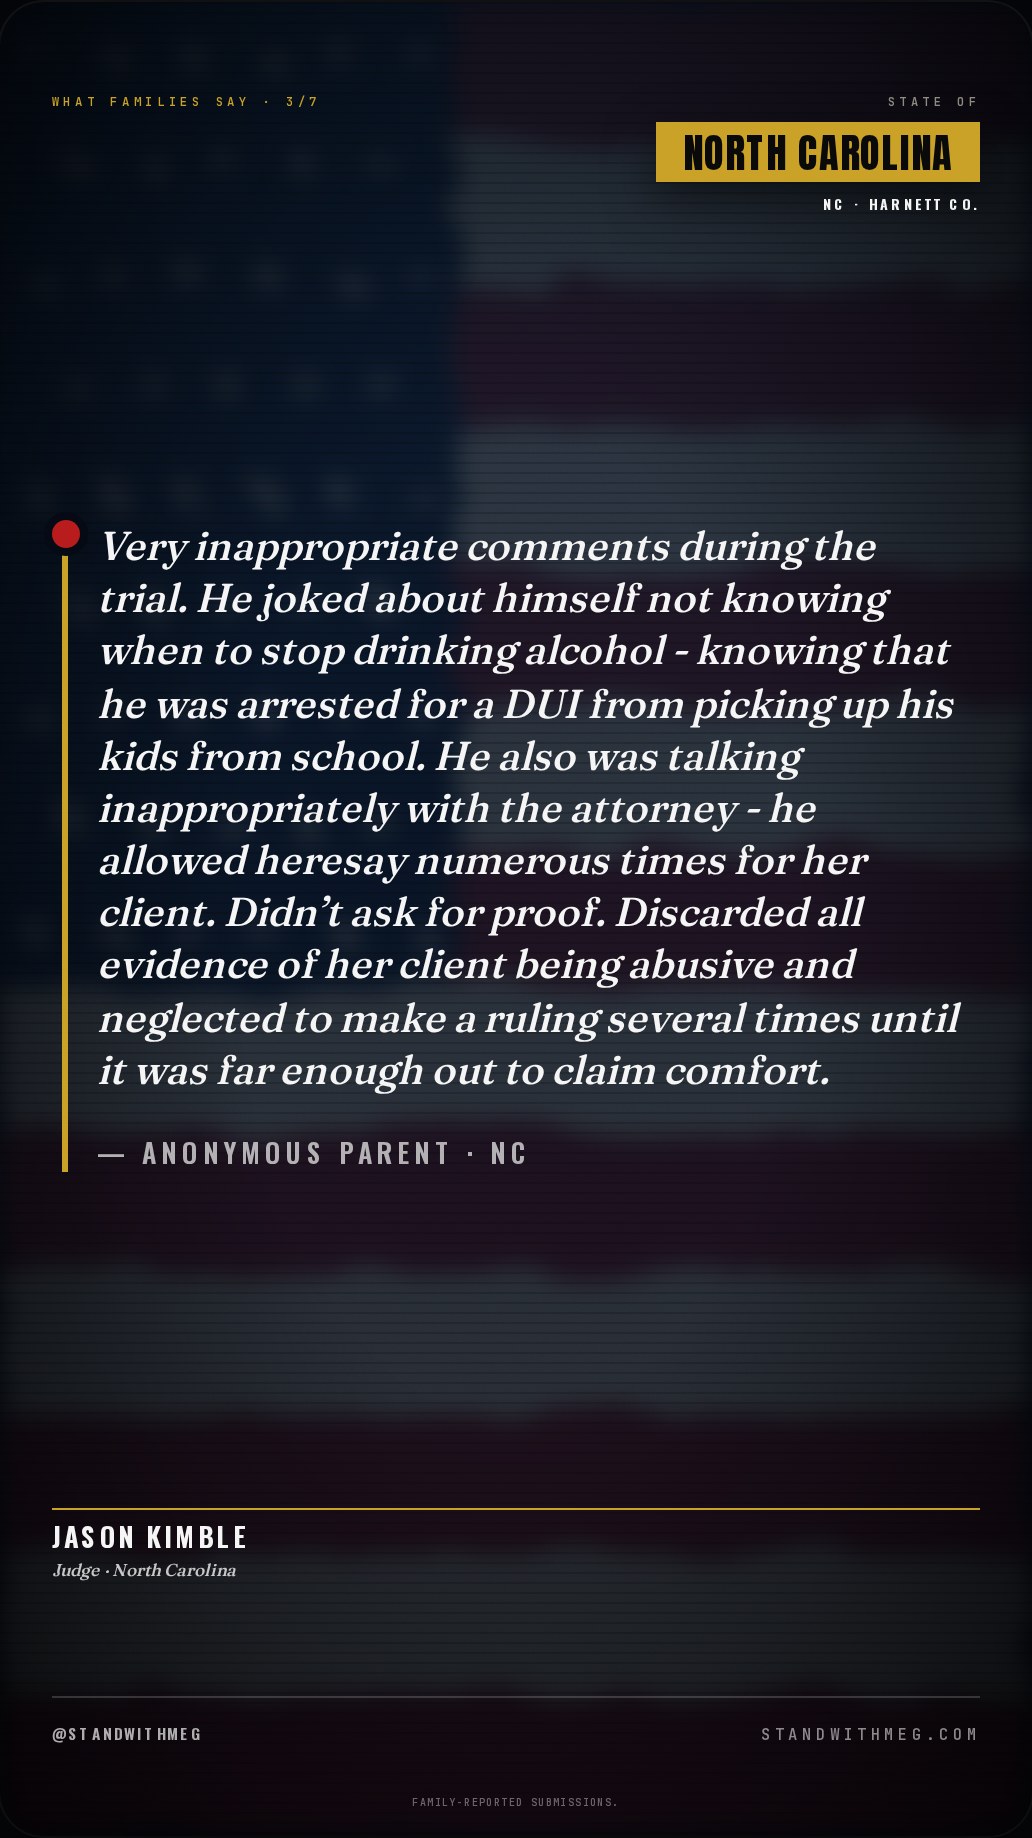 WHAT FAMILIES SAY · 3/7
STATE OF
NORTH CAROLINA
NC · HARNETT CO.
Very inappropriate comments during the
trial. He joked about himself not knowing
when to stop drinking alcohol - knowing that
he was arrested for a DUI from picking up his
kids from school. He also was talking
inappropriately with the attorney - he
allowed heresay numerous times for her
client. Didn’t ask for proof. Discarded all
evidence of her client being abusive and
neglected to make a ruling several times until
it was far enough out to claim comfort.
— ANONYMOUS PARENT · NC
JASON KIMBLE
Judge · North Carolina
@STANDWITHMEG
STANDWITHMEG.COM
FAMILY-REPORTED SUBMISSIONS.